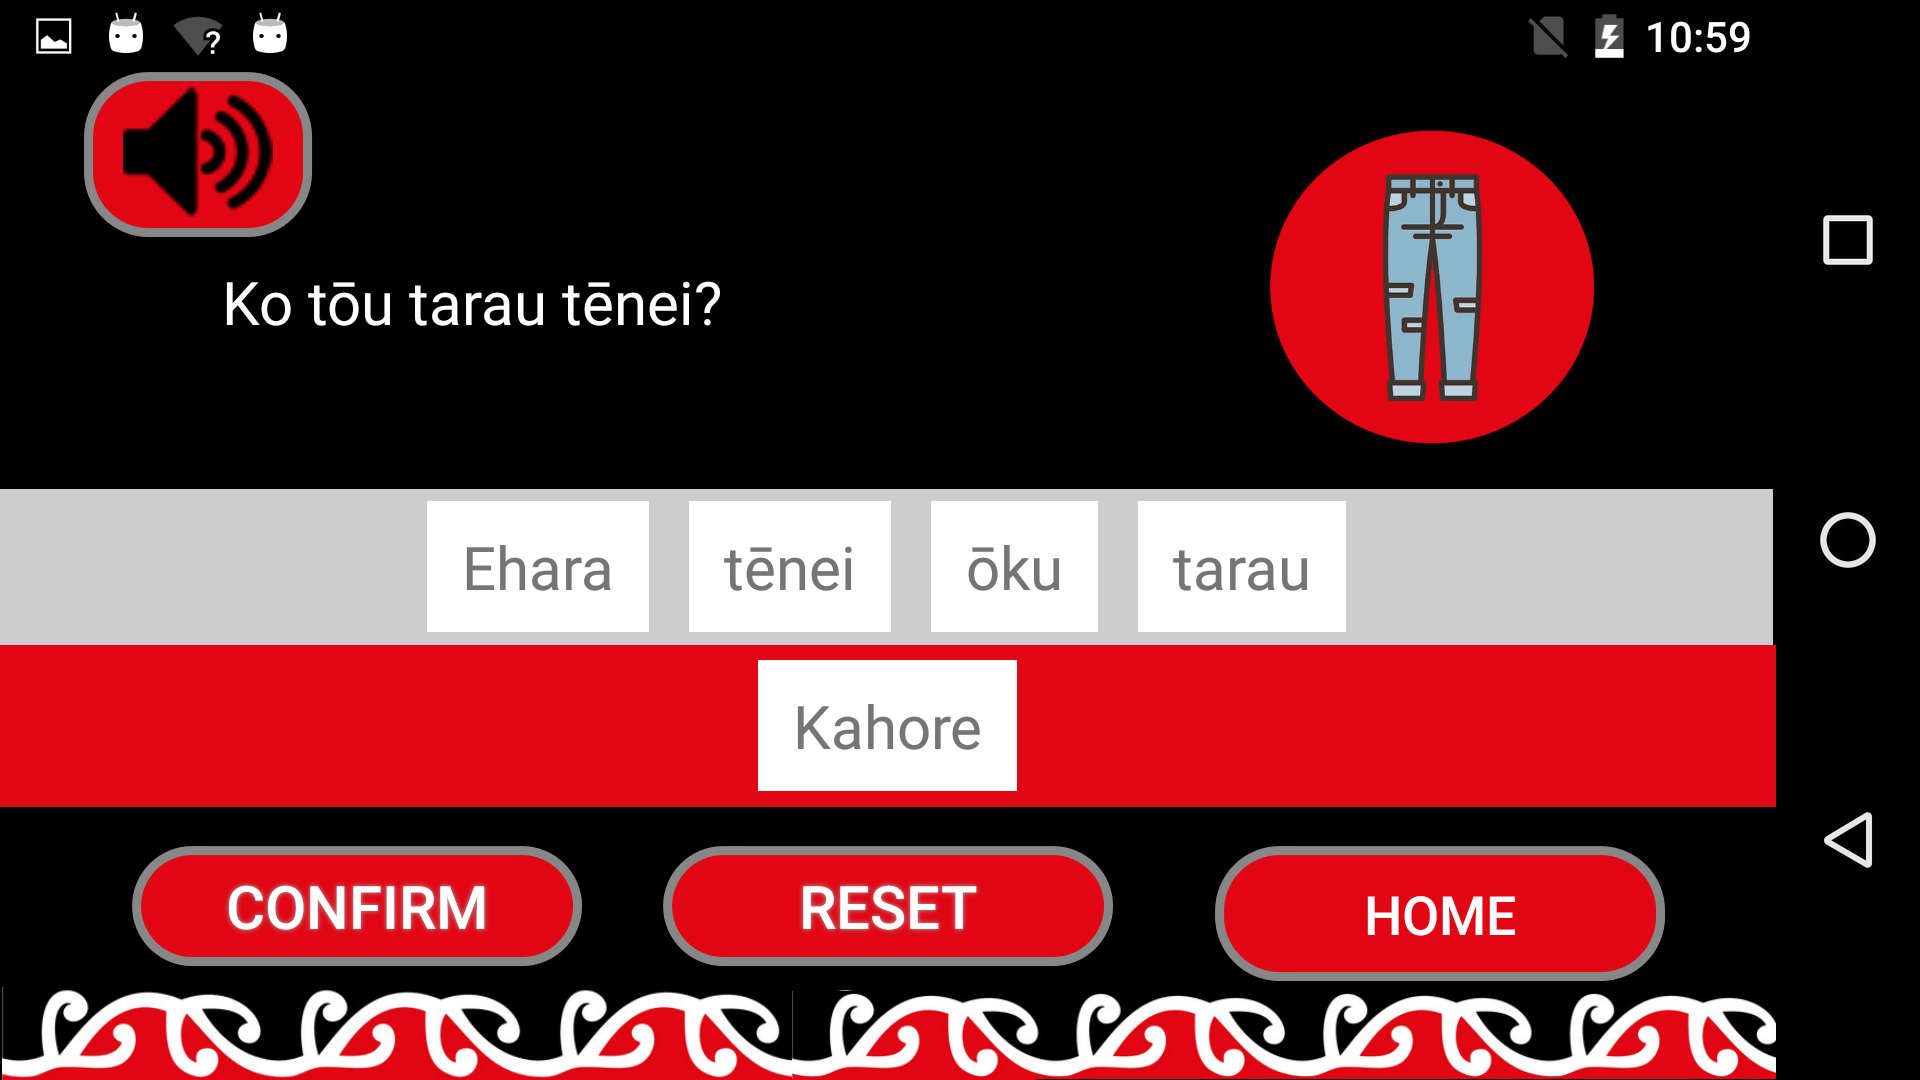 10:59
Ko tōu tarau tēnei?
Ehara tēnei ōku tarau
Kahore
CONFIRM RESET HOME